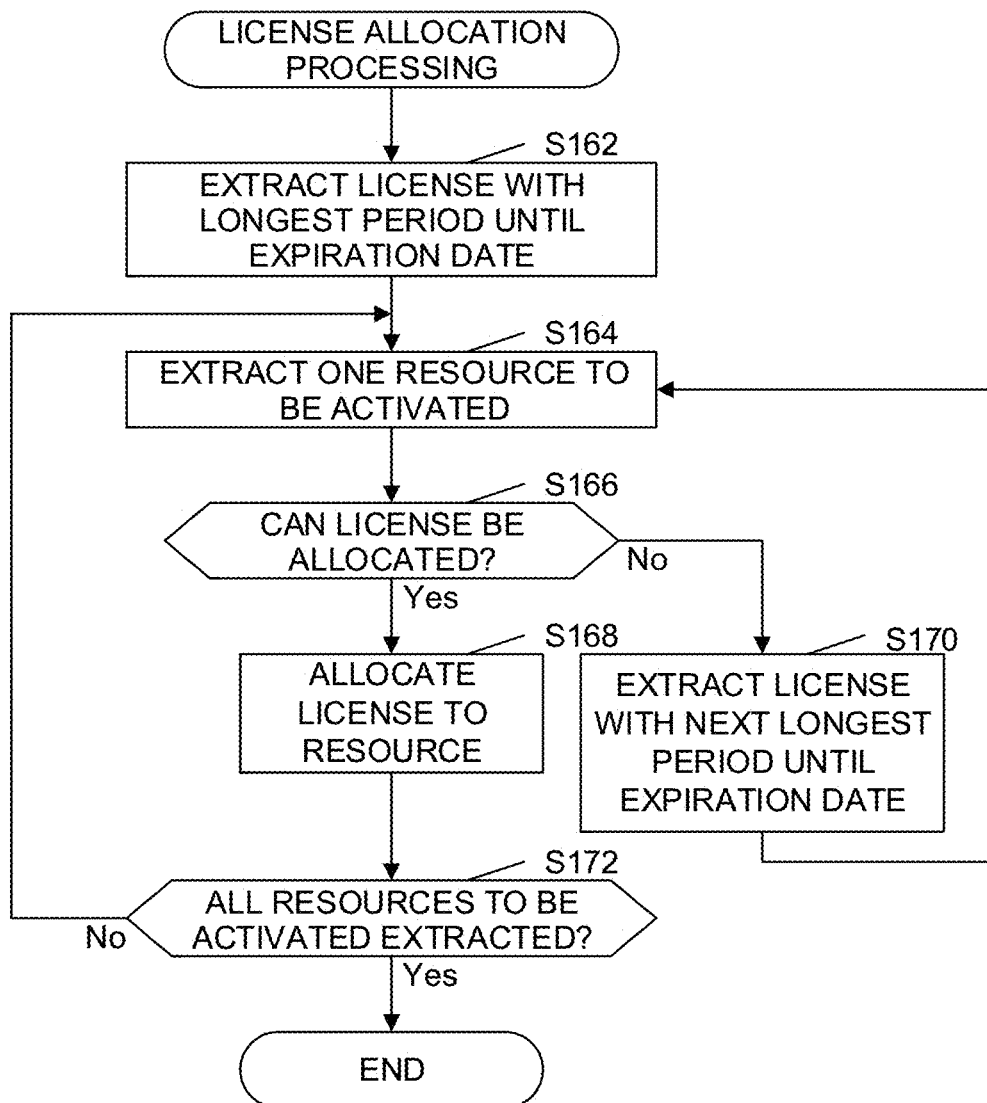 LICENSE ALLOCATION
PROCESSING
S162
EXTRACT LICENSE WITH
LONGEST PERIOD UNTIL
EXPIRATION DATE
S164
EXTRACT ONE RESOURCE TO
BE ACTIVATED
S166
CAN LICENSE BE
ALLOCATED?
No
Yes
S168
ALLOCATE
LICENSE TO
RESOURCE
S170
EXTRACT LICENSE
WITH NEXT LONGEST
PERIOD UNTIL
EXPIRATION DATE
S172
ALL RESOURCES TO BE
ACTIVATED EXTRACTED?
No
Yes
END